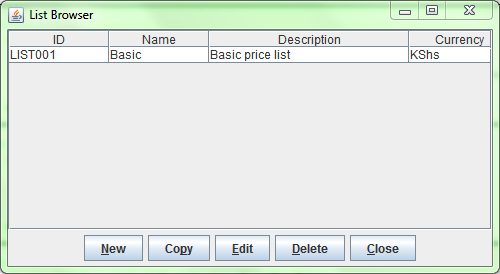 List Browser
ID Name Description Currency
LIST001 Basic Basic price list KShs
New Copy Edit Delete Close